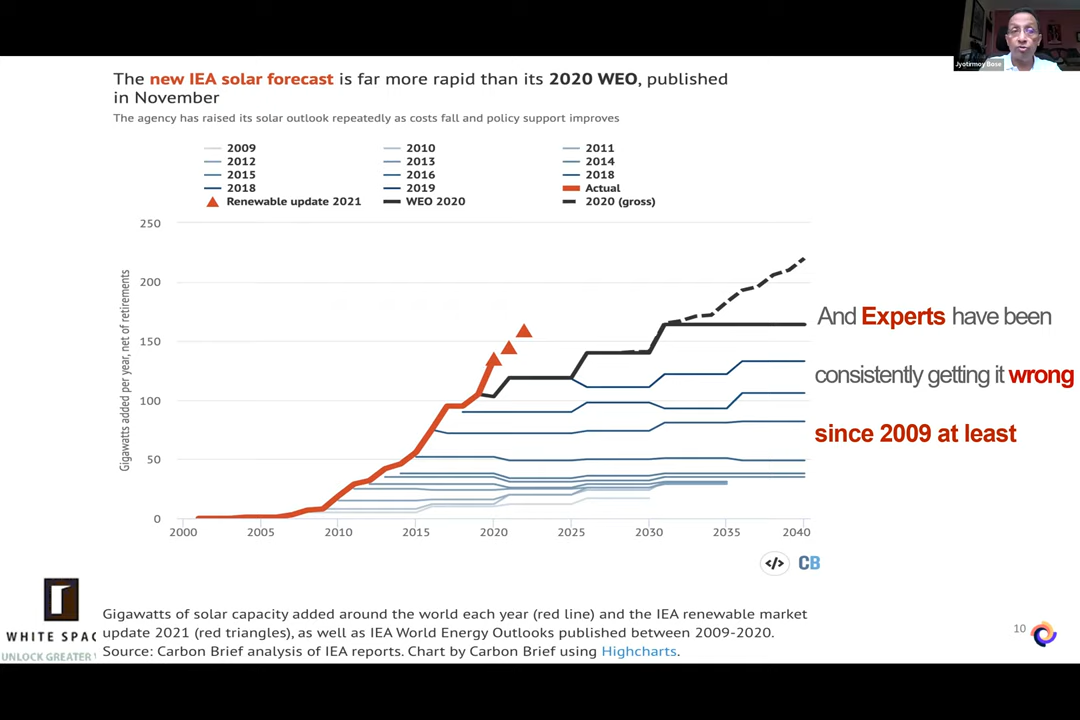 Jyotirmoy Bose
The new IEA solar forecast is far more rapid than its 2020 WEO, published
in November
The agency has raised its solar outlook repeatedly as costs fall and policy support improves
2009 2010 2011
2012 2013 2014
2015 2016 2018
2018 2019 Actual
Renewable update 2021 WEO 2020 2020 (gross)
Gigawatts added per year, net of retirements
250
200
150
100
50
0
2000 2005 2010 2015 2020 2025 2030 2035 2040
And Experts have been
consistently getting it wrong
since 2009 at least
</> CB
Gigawatts of solar capacity added around the world each year (red line) and the IEA renewable market
update 2021 (red triangles), as well as IEA World Energy Outlooks published between 2009-2020.
Source: Carbon Brief analysis of IEA reports. Chart by Carbon Brief using Highcharts.
WHITE SPAC
UNLOCK GREATER
10